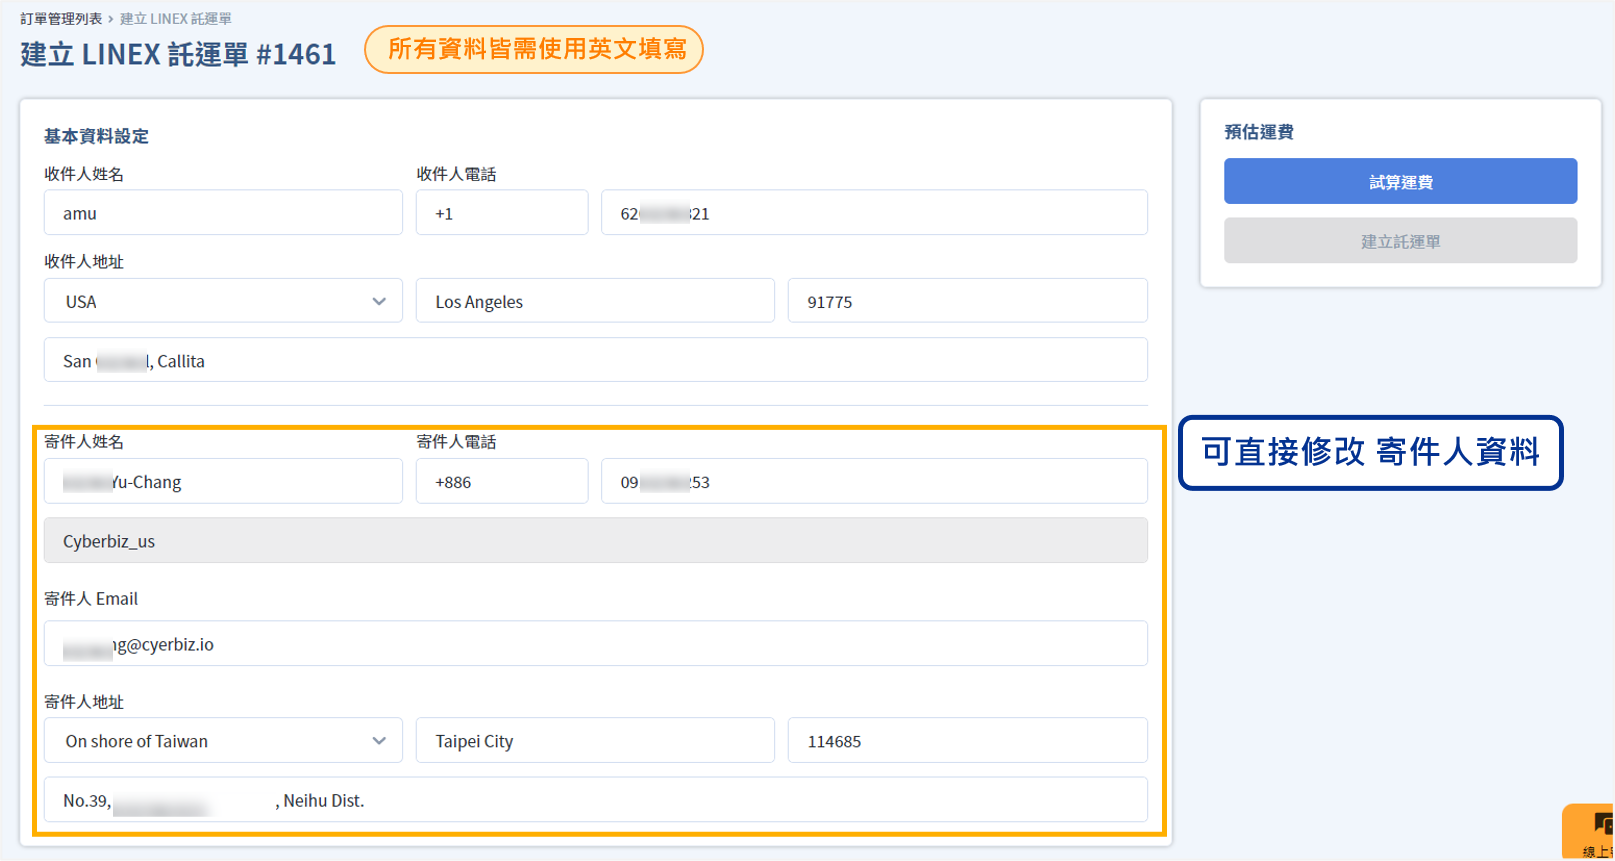 訂單管理列表 › 建立 LINEX 託運單
建立 LINEX 託運單 #1461
所有資料皆需使用英文填寫
基本資料設定
收件人姓名 收件人電話
amu +1 62 21
收件人地址
USA Los Angeles 91775
San , Callita
寄件人姓名 寄件人電話
Yu-Chang +886 09 253
Cyberbiz_us
寄件人 Email
ng@cyerbiz.io
寄件人地址
On shore of Taiwan Taipei City 114685
No.39, , Neihu Dist.
預估運費
試算運費
建立託運單
可直接修改 寄件人資料
線上